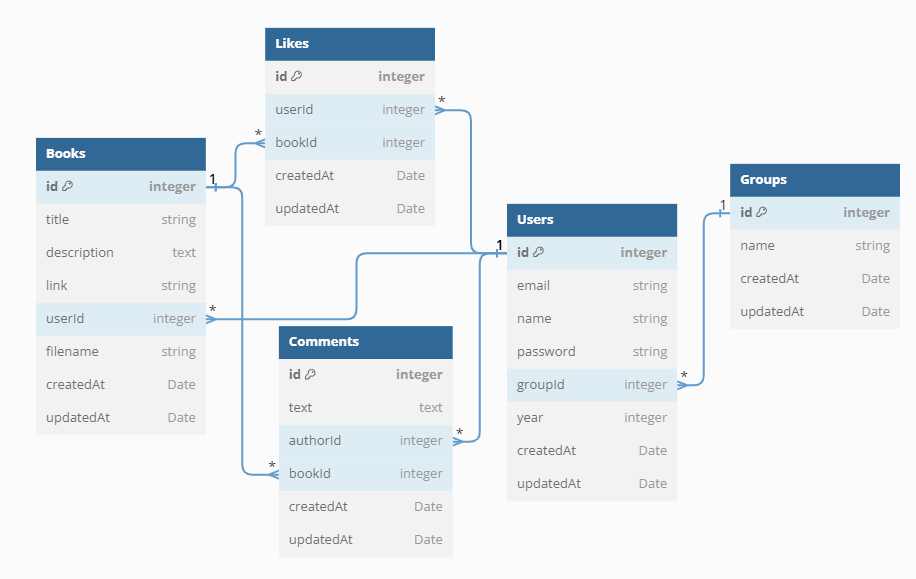 Likes
id integer
userId integer
bookId integer
createdAt Date
updatedAt Date
*
*
Books
id integer
title string
description text
link string
userId integer
filename string
createdAt Date
updatedAt Date
1
*
Comments
id integer
text text
authorId integer
bookId integer
createdAt Date
updatedAt Date
*
*
Users
id integer
email string
name string
password string
groupId integer
year integer
createdAt Date
updatedAt Date
1
*
Groups
id integer
name string
createdAt Date
updatedAt Date
1